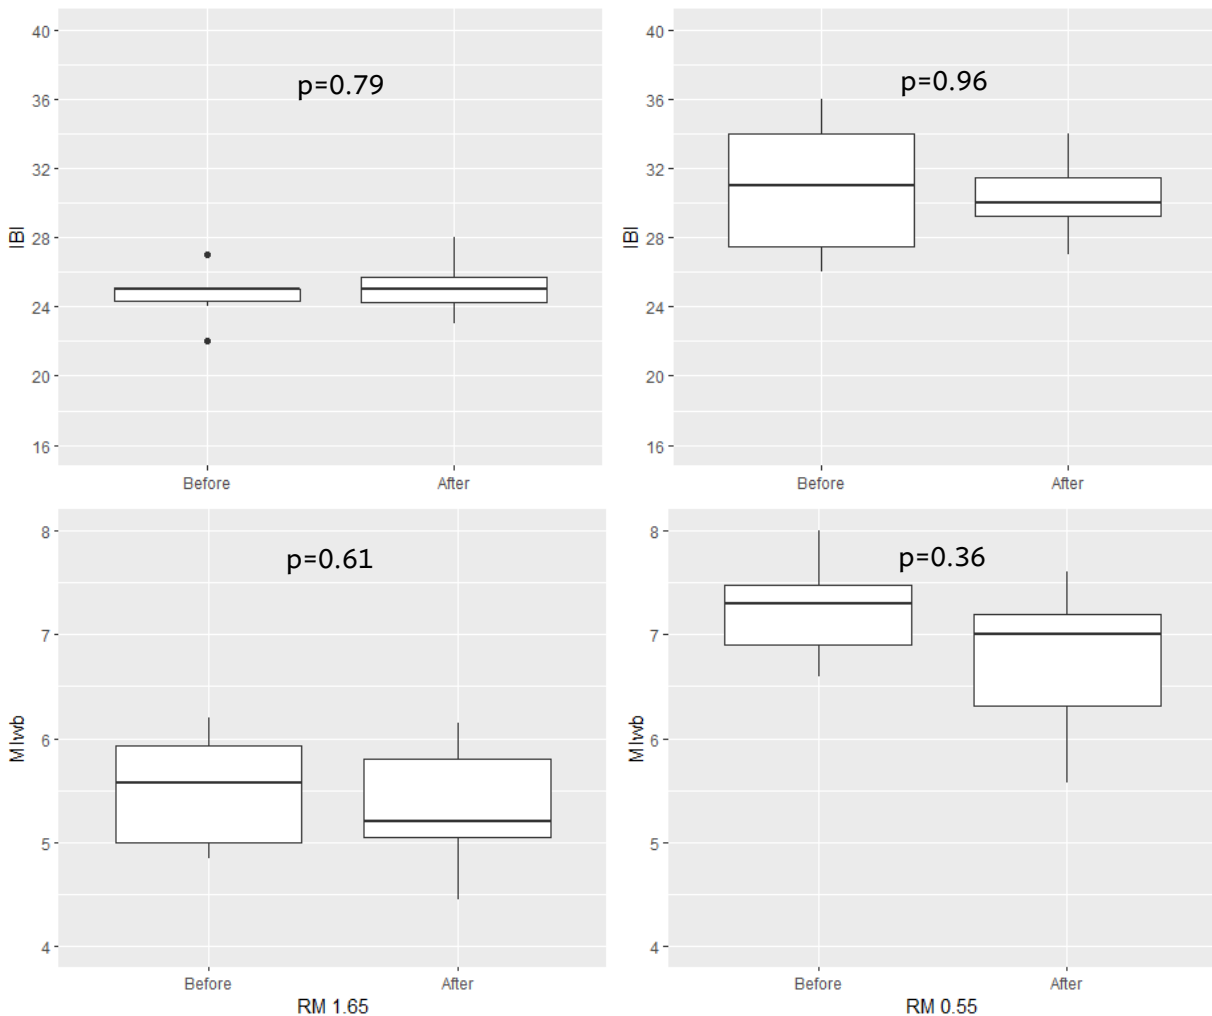 p=0.79
IBI
40
36
32
28
24
20
16
Before After
p=0.96
IBI
40
36
32
28
24
20
16
Before After
p=0.61
MIwb
8
7
6
5
4
Before After
RM 1.65
p=0.36
MIwb
8
7
6
5
4
Before After
RM 0.55